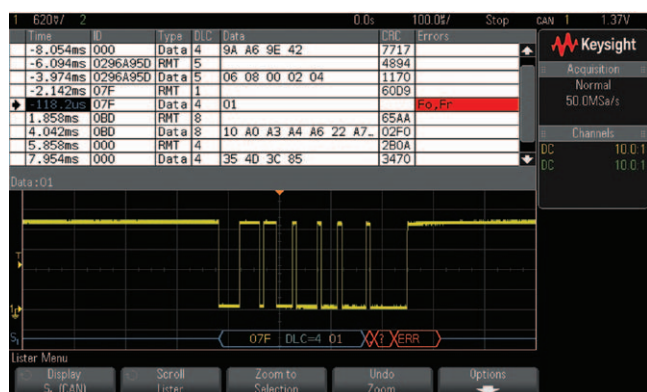 1 620▽/ 2 0.0s 100.0%/ Stop CAN 1 1.37V
Time ID Type DLC Data CRC Errors
-8.054ms 000 Data 4 9A A6 9E 42 7717
-6.094ms 0296A95D RMT 5 4894
-3.974ms 0296A95D Data 5 06 08 00 02 04 1170
-2.142ms 07F RMT 1 60D9
-118.2us 07F Data 4 01 Fo,Fr
1.858ms 0BD RMT 8 65AA
4.042ms 0BD Data 8 10 A0 A3 A4 A6 22 A7… 02F0
5.858ms 000 RMT 4 2B0A
7.954ms 000 Data 4 35 4D 3C 85 3470
Keysight
Acquisition
Normal
50.0MSa/s
Channels
DC 10.0:1
DC 10.0:1
Data:01
T
1
S₁ 07F DLC=4 01 ? ERR
Lister Menu
Display Scroll Zoom to Undo Options
S₁ (CAN) Lister Selection Zoom